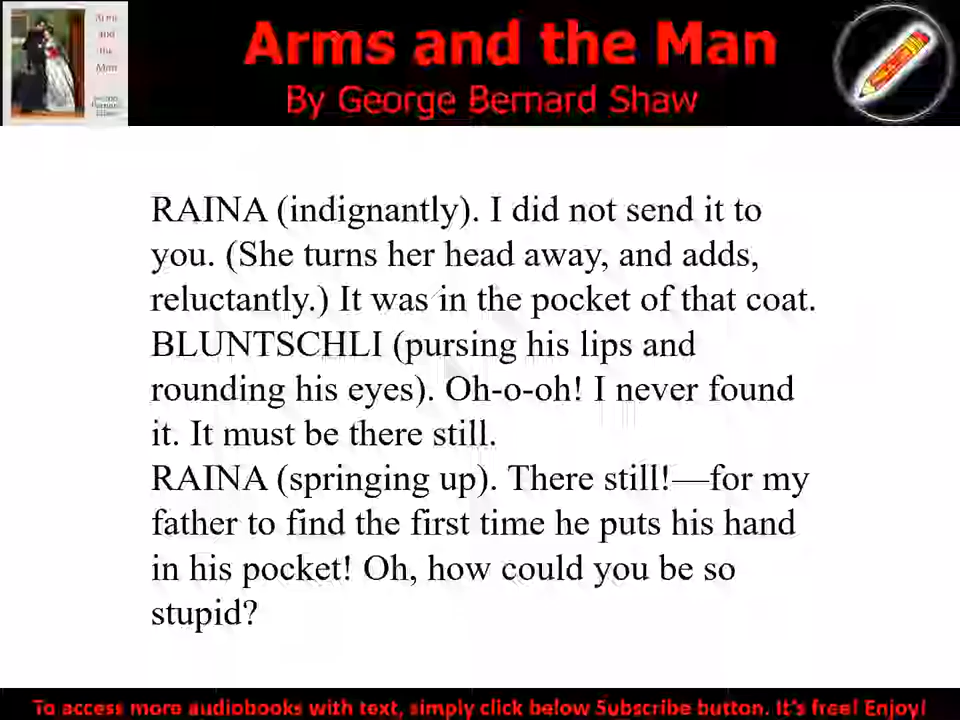 Arms and the Man
By George Bernard Shaw
Arms
and
the
Man
RAINA (indignantly). I did not send it to
you. (She turns her head away, and adds,
reluctantly.) It was in the pocket of that coat.
BLUNTSCHLI (pursing his lips and
rounding his eyes). Oh-o-oh! I never found
it. It must be there still.
RAINA (springing up). There still!—for my
father to find the first time he puts his hand
in his pocket! Oh, how could you be so
stupid?
To access more audiobooks with text, simply click below Subscribe button. It's free! Enjoy!